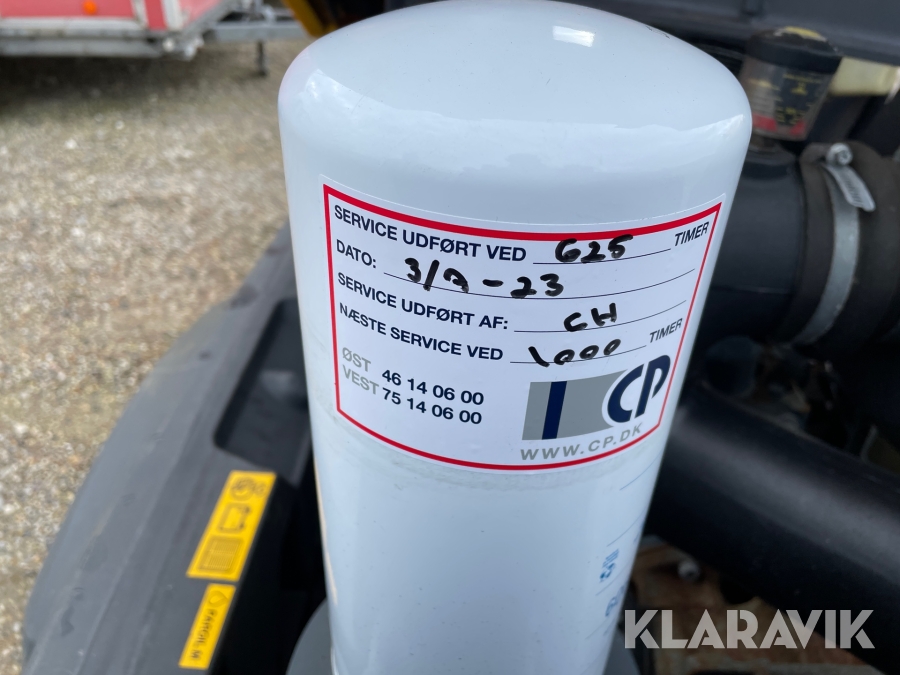 SERVICE UDFØRT VED 625 TIMER
DATO: 3/7-23
SERVICE UDFØRT AF: CH
NÆSTE SERVICE VED 1000 TIMER
ØST 46 14 06 00
VEST 75 14 06 00
CP
WWW.CP.DK
KLARAVIK